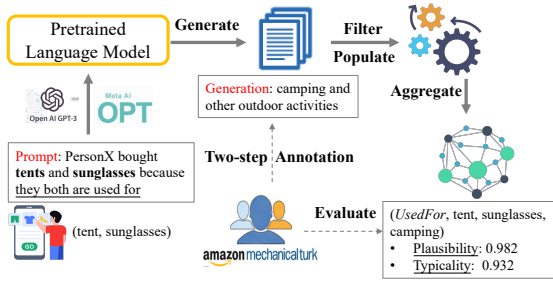 Pretrained
Language Model
Generate
Filter
Populate
Aggregate
Open AI GPT-3
Meta AI
OPT
Generation: camping and
other outdoor activities
Prompt: PersonX bought
tents and sunglasses because
they both are used for
Two-step Annotation
(tent, sunglasses)
GO
Evaluate
amazon mechanical turk
(UsedFor, tent, sunglasses,
camping)
• Plausibility: 0.982
• Typicality: 0.932